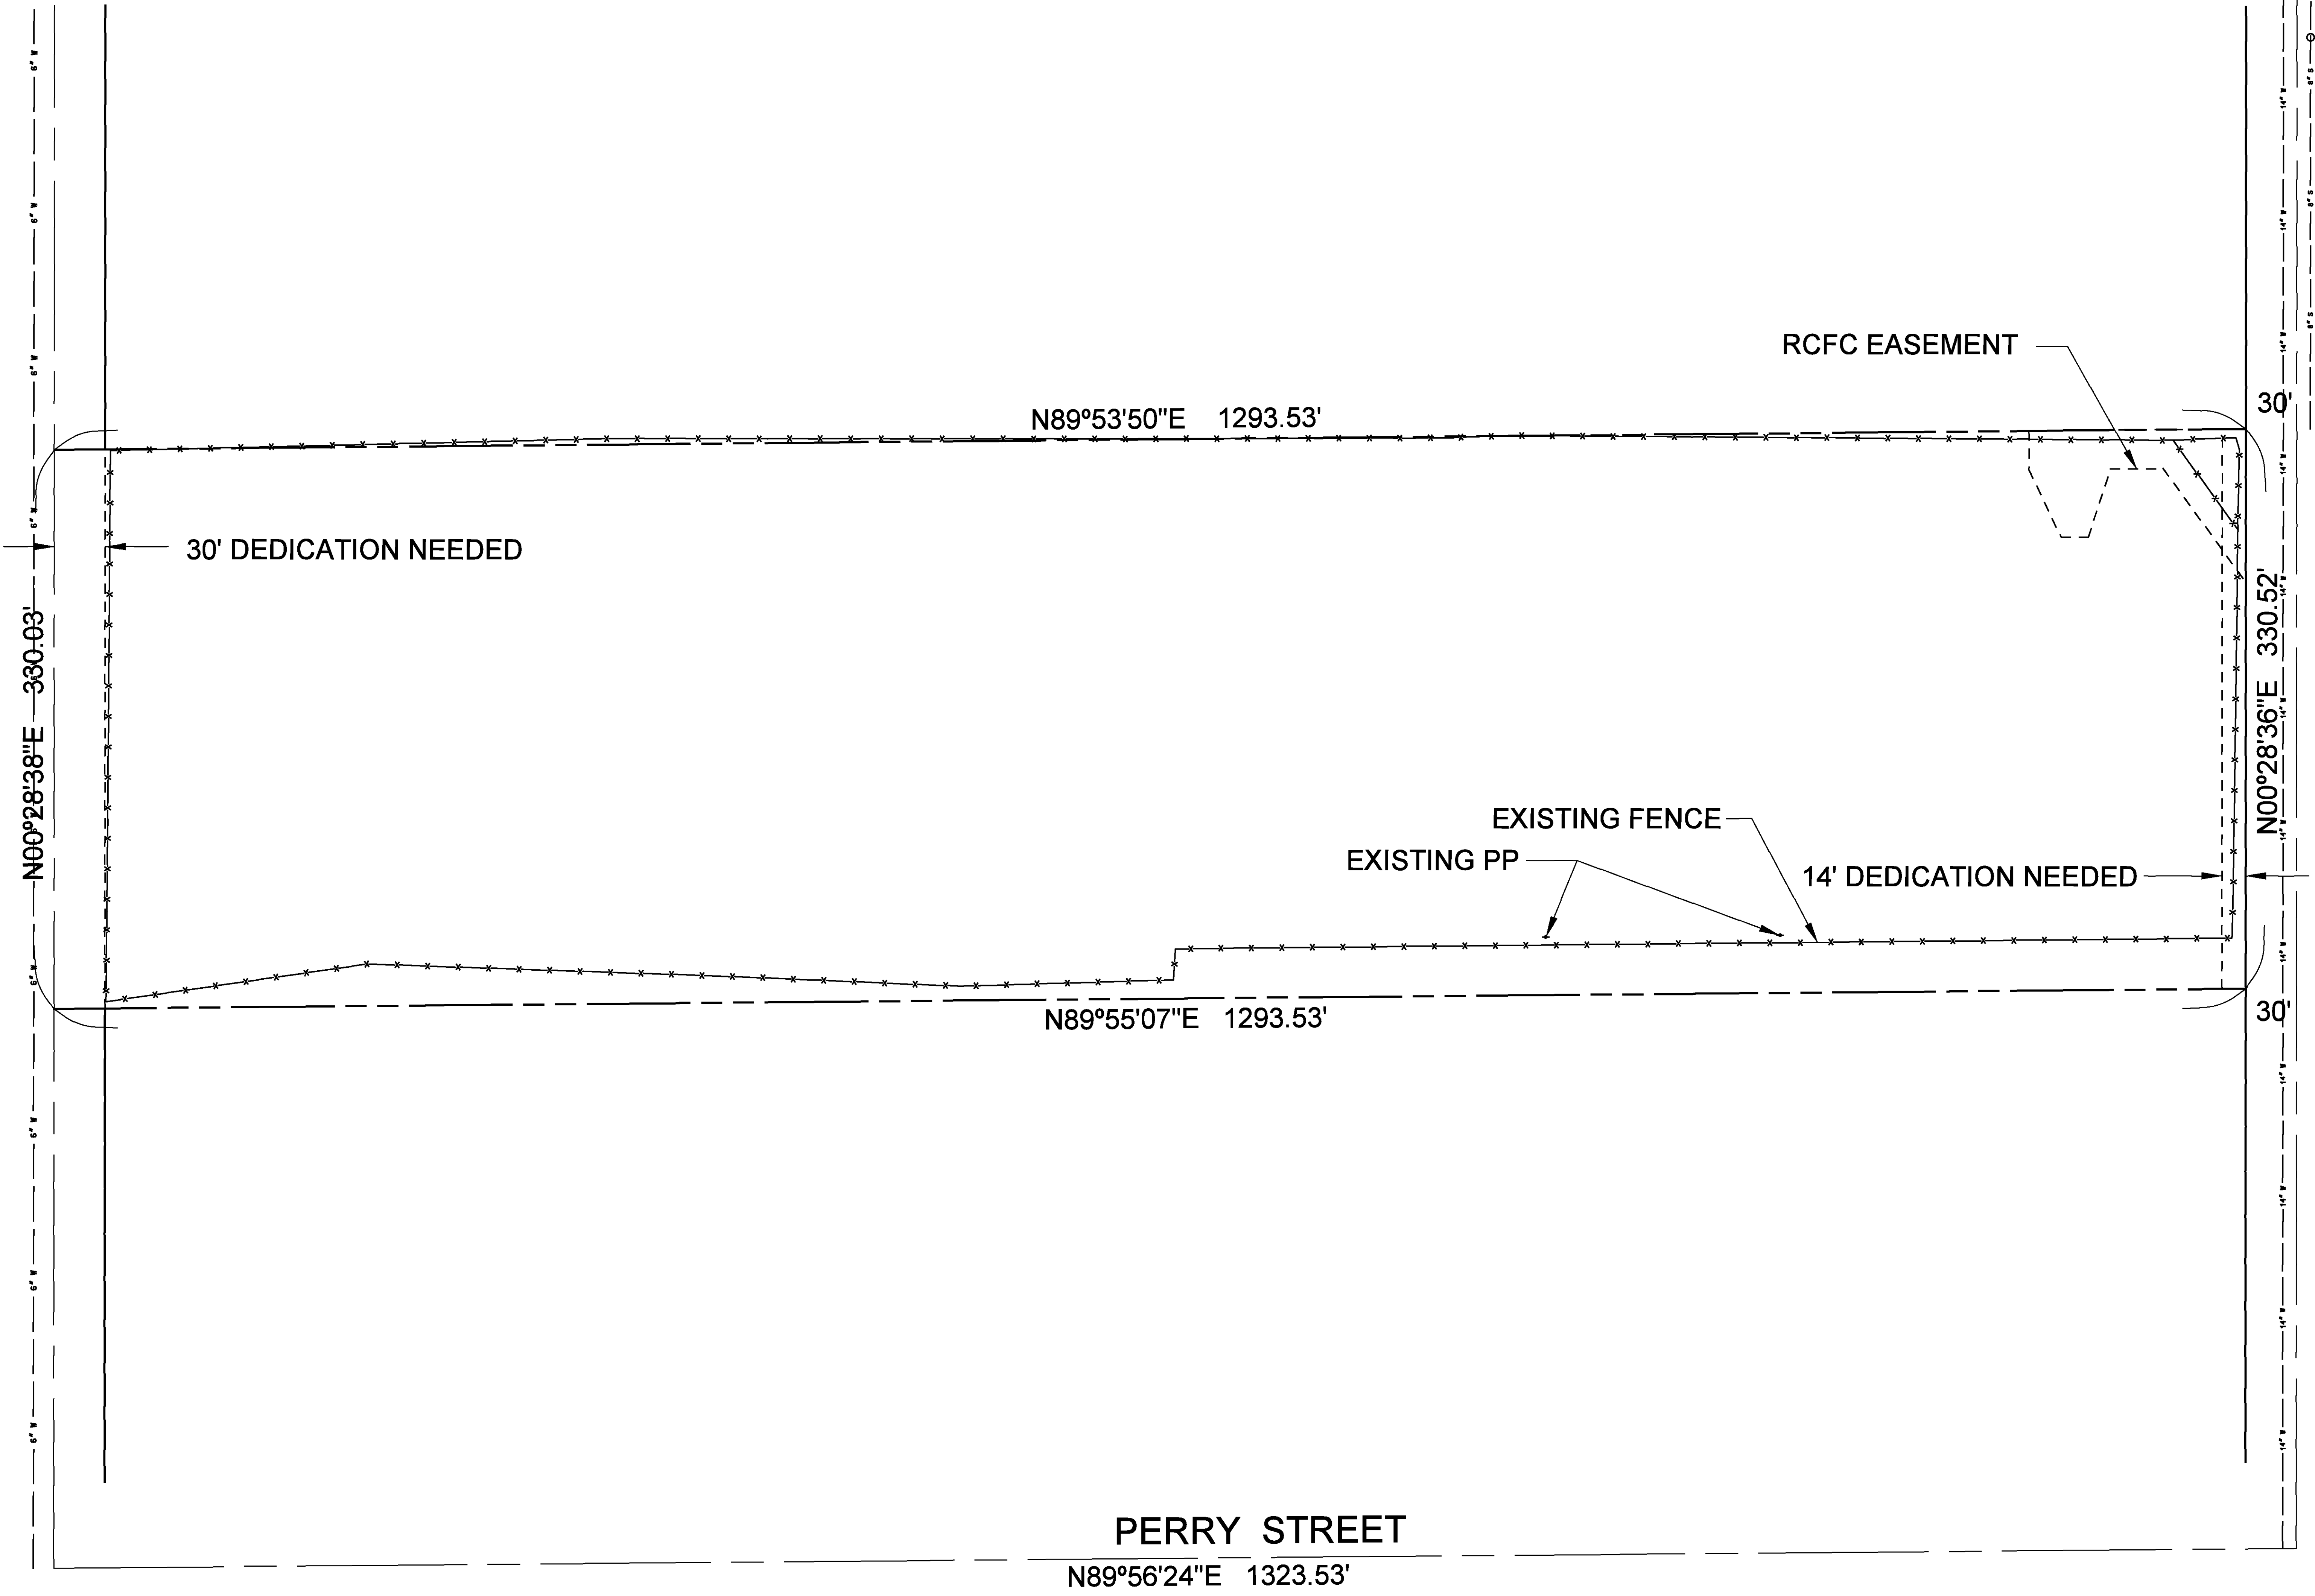 RCFC EASEMENT
30'
N89º53'50"E 1293.53'
30' DEDICATION NEEDED
N00º28'38"E 330.03'
N00º28'36"E 330.52'
EXISTING FENCE
EXISTING PP
14' DEDICATION NEEDED
30'
N89º55'07"E 1293.53'
PERRY STREET
N89º56'24"E 1323.53'